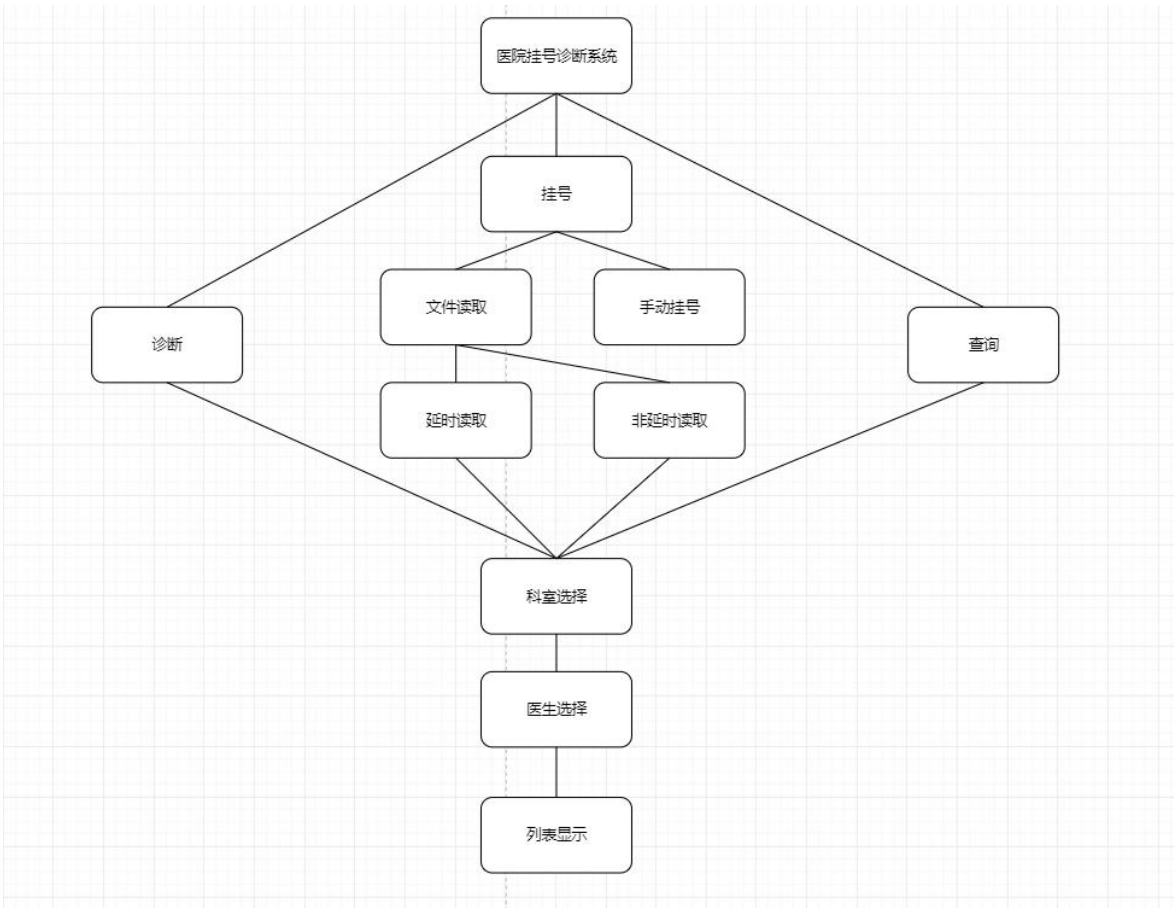 医院挂号诊断系统
挂号
文件读取
手动挂号
诊断
查询
延时读取
非延时读取
科室选择
医生选择
列表显示